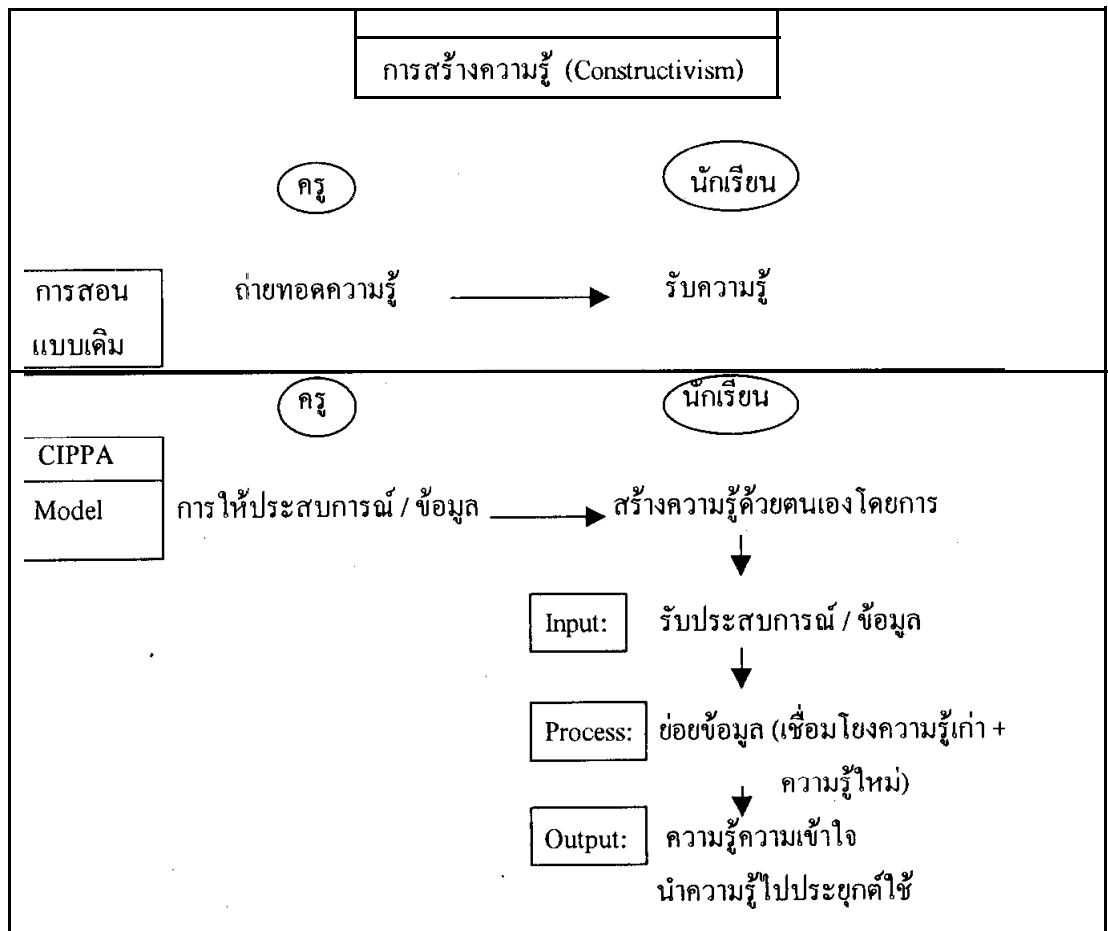 การสร้างความรู้ (Constructivism)
ครู
นักเรียน
การสอน
แบบเดิม
ถ่ายทอดความรู้
รับความรู้
ครู
นักเรียน
CIPPA
Model
การให้ประสบการณ์ / ข้อมูล
สร้างความรู้ด้วยตนเองโดยการ
Input: รับประสบการณ์ / ข้อมูล
Process: ย่อยข้อมูล (เชื่อมโยงความรู้เก่า +
ความรู้ใหม่)
Output: ความรู้ความเข้าใจ
นำความรู้ไปประยุกต์ใช้